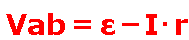 Vab = ε − I · r